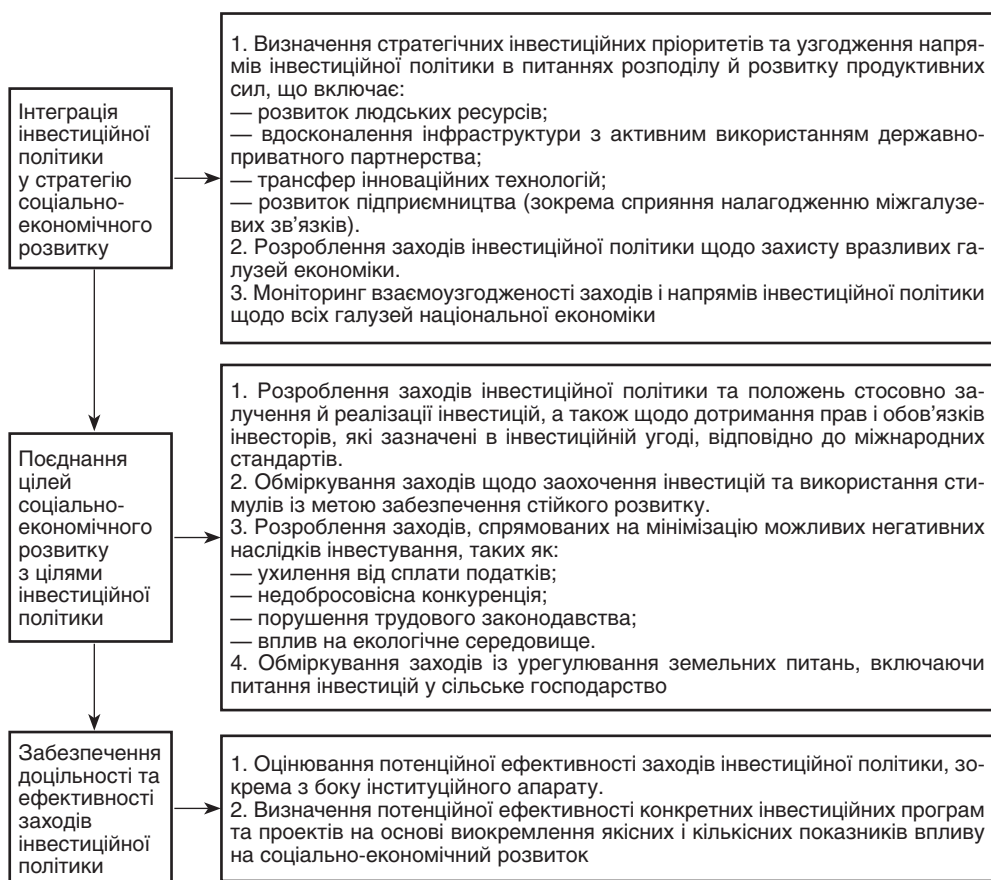 Інтеграція
інвестиційної
політики
у стратегію
соціально-
економічного
розвитку
1. Визначення стратегічних інвестиційних пріоритетів та узгодження напря-
мів інвестиційної політики в питаннях розподілу й розвитку продуктивних
сил, що включає:
— розвиток людських ресурсів;
— вдосконалення інфраструктури з активним використанням державно-
приватного партнерства;
— трансфер інноваційних технологій;
— розвиток підприємництва (зокрема сприяння налагодженню міжгалузе-
вих зв’язків).
2. Розроблення заходів інвестиційної політики щодо захисту вразливих га-
лузей економіки.
3. Моніторинг взаємоузгодженості заходів і напрямів інвестиційної політики
щодо всіх галузей національної економіки
Поєднання
цілей
соціально-
економічного
розвитку
з цілями
інвестиційної
політики
1. Розроблення заходів інвестиційної політики та положень стосовно за-
лучення й реалізації інвестицій, а також щодо дотримання прав і обов’язків
інвесторів, які зазначені в інвестиційній угоді, відповідно до міжнародних
стандартів.
2. Обміркування заходів щодо заохочення інвестицій та використання сти-
мулів із метою забезпечення стійкого розвитку.
3. Розроблення заходів, спрямованих на мінімізацію можливих негативних
наслідків інвестування, таких як:
— ухилення від сплати податків;
— недобросовісна конкуренція;
— порушення трудового законодавства;
— вплив на екологічне середовище.
4. Обміркування заходів із урегулювання земельних питань, включаючи
питання інвестицій у сільське господарство
Забезпечення
доцільності та
ефективності
заходів
інвестиційної
політики
1. Оцінювання потенційної ефективності заходів інвестиційної політики, зо-
крема з боку інституційного апарату.
2. Визначення потенційної ефективності конкретних інвестиційних програм
та проектів на основі виокремлення якісних і кількісних показників впливу
на соціально-економічний розвиток